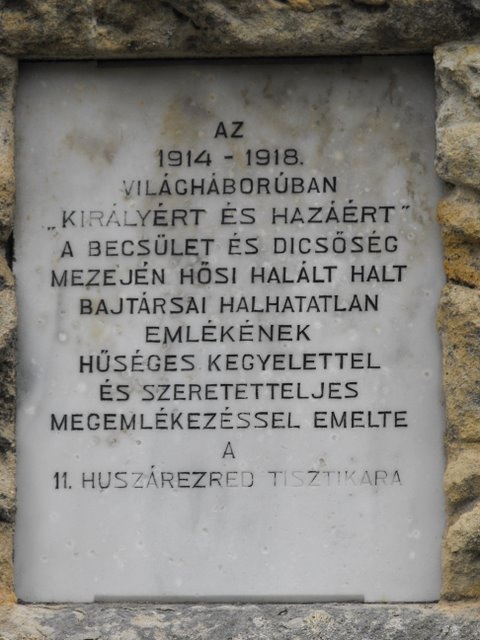 AZ
1914 - 1918.
VILÁGHÁBORÚBAN
„KIRÁLYÉRT ÉS HAZÁÉRT"
A BECSÜLET ÉS DICSŐSÉG
MEZEJÉN HŐSI HALÁLT HALT
BAJTÁRSAI HALHATATLAN
EMLÉKÉNEK
HŰSÉGES KEGYELETTEL
ÉS SZERETETTELJES
MEGEMLÉKEZÉSSEL EMELTE
A
11. HUSZÁREZRED TISZTIKARA